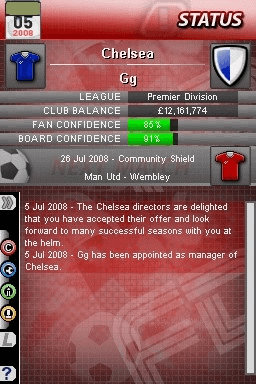 05
2008
STATUS
Chelsea
Gg
LEAGUE Premier Division
CLUB BALANCE £12,161,774
FAN CONFIDENCE 85%
BOARD CONFIDENCE 91%
26 Jul 2008 - Community Shield
Man Utd - Wembley
5 Jul 2008 - The Chelsea directors are delighted
that you have accepted their offer and look
forward to many successful seasons with you at
the helm.
5 Jul 2008 - Gg has been appointed as manager of
Chelsea.
C
L
?